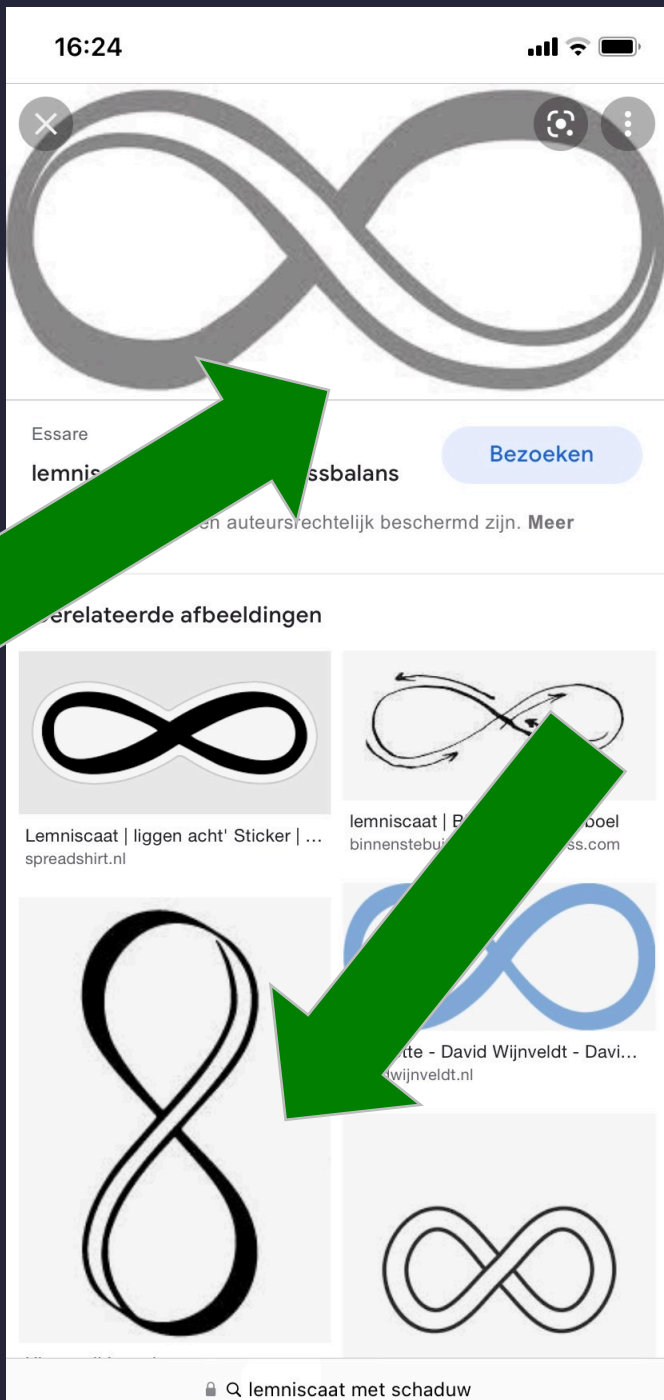 16:24
Essare
lemnis ssbalans
Bezoeken
en auteursrechtelijk beschermd zijn. Meer
erelateerde afbeeldingen
Lemniscaat | liggen acht' Sticker | ...
spreadshirt.nl
lemniscaat | B boel
binnenstebui ss.com
tte - David Wijnveldt - Davi...
dwijnveldt.nl
lemniscaat met schaduw